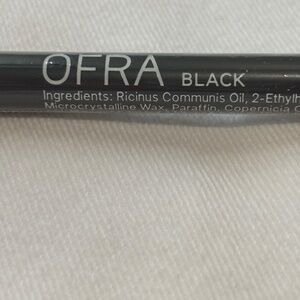 OFRA BLACK
Ingredients: Ricinus Communis Oil, 2-Ethylh
Microcrystalline Wax, Paraffin, Copernicia C